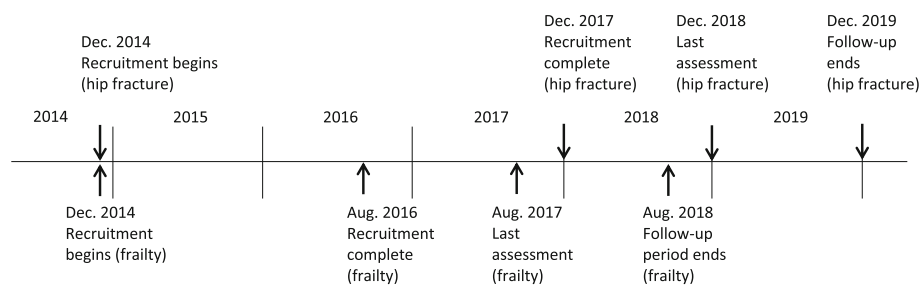 Dec. 2014
Recruitment begins
(hip fracture)
Dec. 2017
Recruitment
complete
(hip fracture)
Dec. 2018
Last
assessment
(hip fracture)
Dec. 2019
Follow-up
ends
(hip fracture)
2014
2015
2016
2017
2018
2019
Dec. 2014
Recruitment
begins (frailty)
Aug. 2016
Recruitment
complete
(frailty)
Aug. 2017
Last
assessment
(frailty)
Aug. 2018
Follow-up
period ends
(frailty)